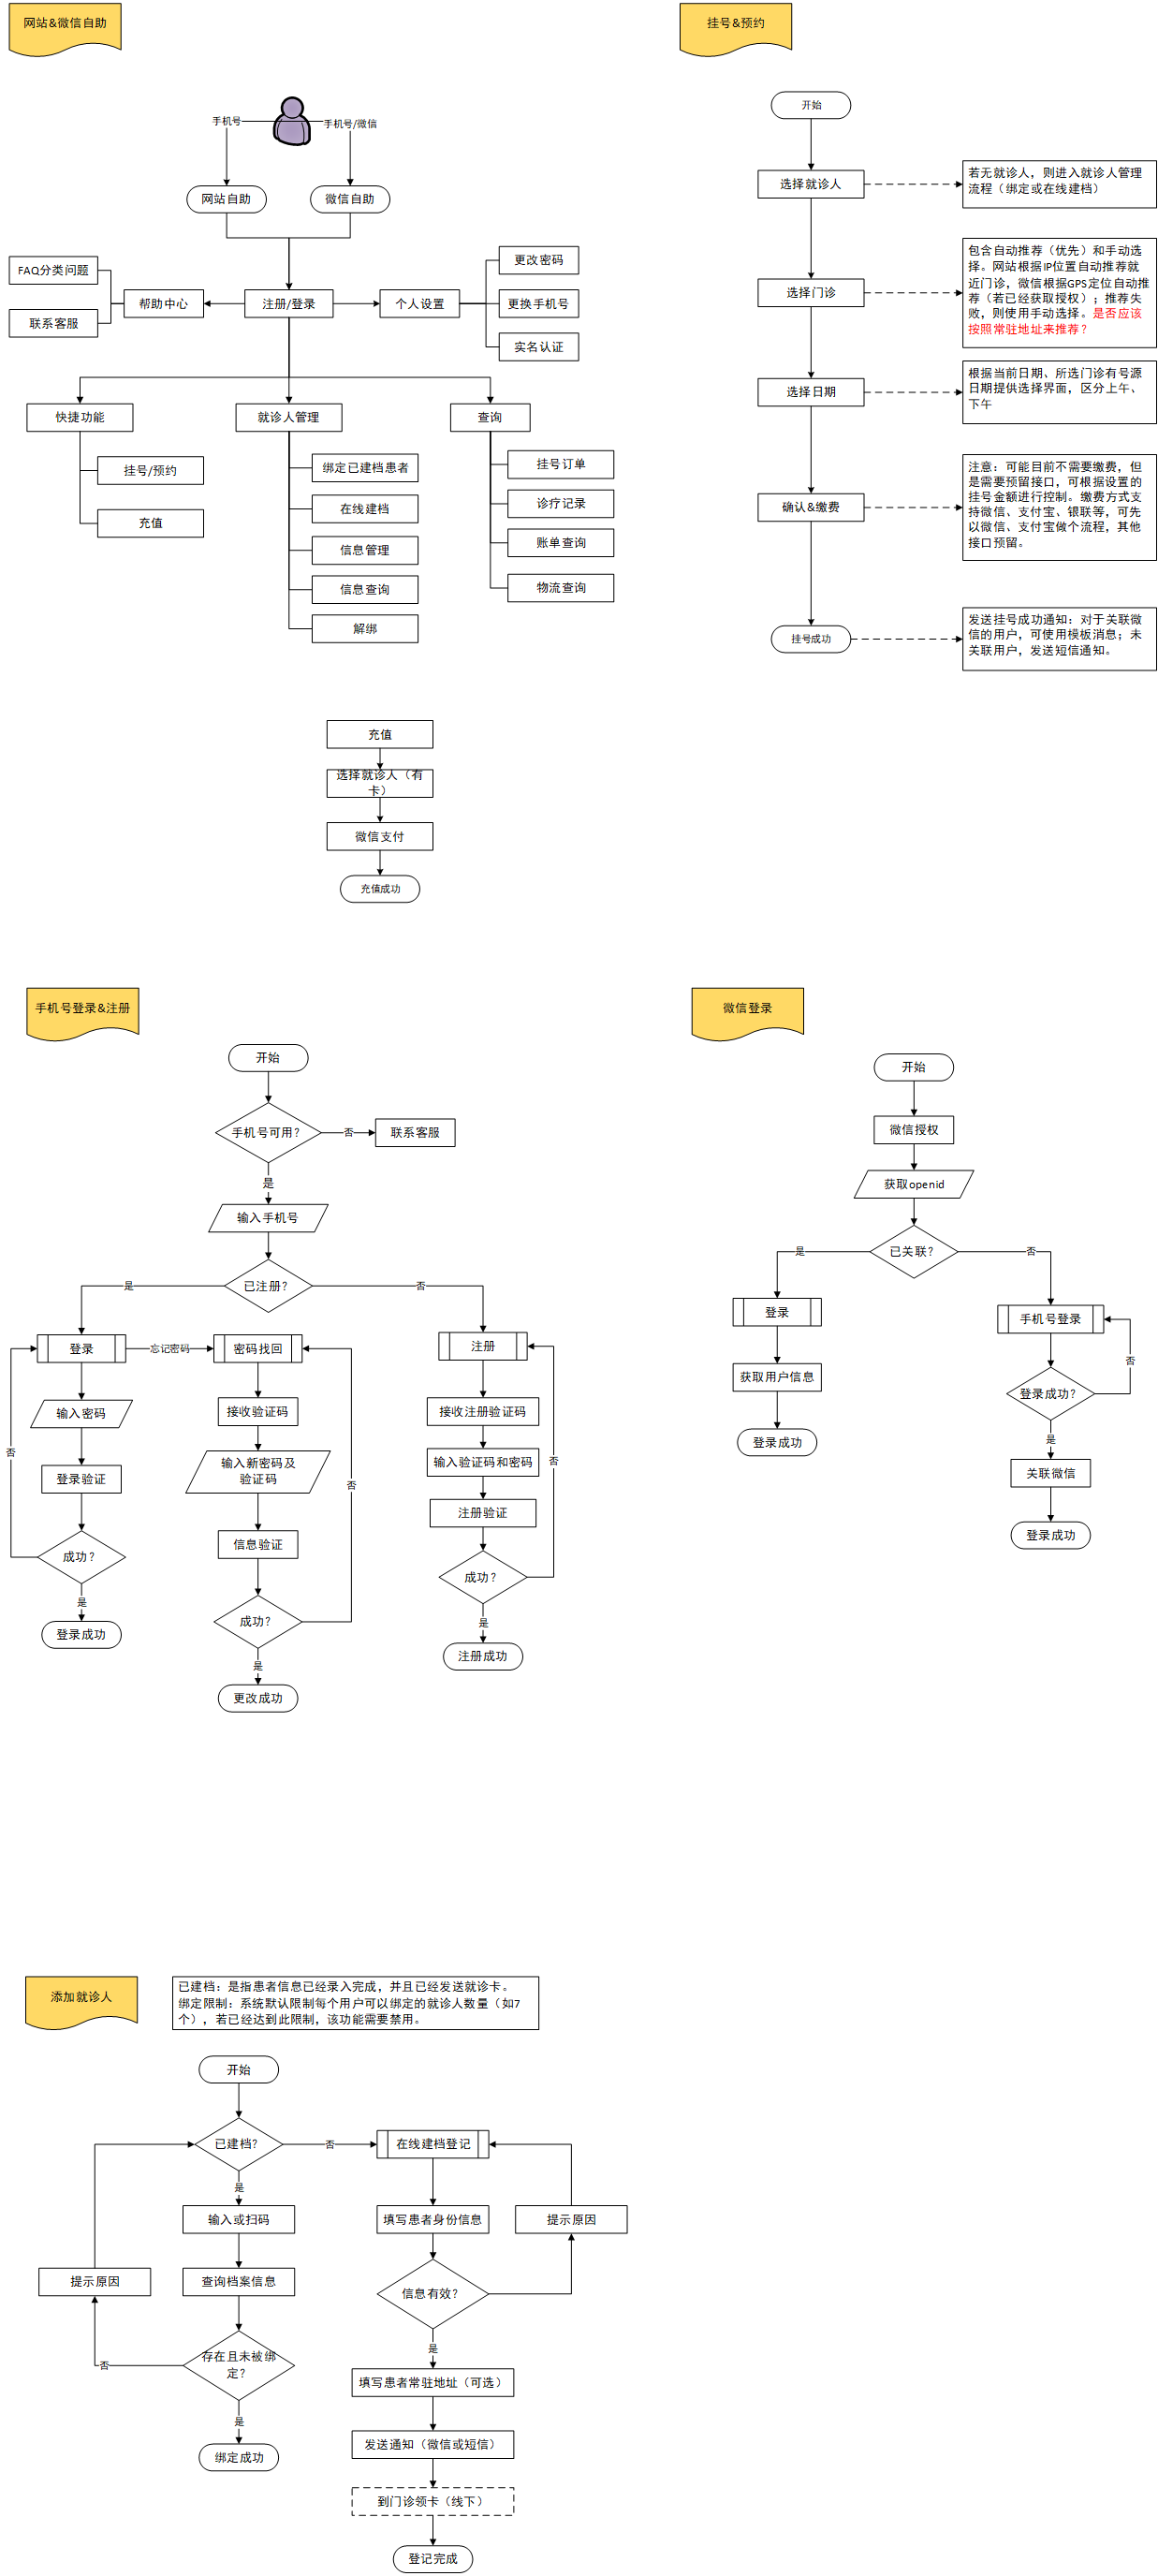 网站&微信自助
手机号
手机号/微信
网站自助
微信自助
FAQ分类问题
联系客服
帮助中心
注册/登录
个人设置
更改密码
更换手机号
实名认证
快捷功能
就诊人管理
查询
挂号/预约
充值
绑定已建档患者
在线建档
信息管理
信息查询
解绑
挂号订单
诊疗记录
账单查询
物流查询
充值
选择就诊人（有
卡）
微信支付
充值成功
挂号&预约
开始
选择就诊人
若无就诊人，则进入就诊人管理
流程（绑定或在线建档）
选择门诊
包含自动推荐（优先）和手动选
择。网站根据IP位置自动推荐就
近门诊，微信根据GPS定位自动推
荐（若已经获取授权）；推荐失
败，则使用手动选择。是否应该
按照常驻地址来推荐？
选择日期
根据当前日期、所选门诊有号源
日期提供选择界面，区分上午、
下午
确认&缴费
注意：可能目前不需要缴费，但
是需要预留接口，可根据设置的
挂号金额进行控制。缴费方式支
持微信、支付宝、银联等，可先
以微信、支付宝做个流程，其他
接口预留。
挂号成功
发送挂号成功通知：对于关联微
信的用户，可使用模板消息；未
关联用户，发送短信通知。
手机号登录&注册
开始
手机号可用？
否
联系客服
是
输入手机号
已注册？
是
否
登录
忘记密码
密码找回
注册
输入密码
接收验证码
接收注册验证码
否
登录验证
输入新密码及
验证码
否
输入验证码和密码
否
注册验证
成功？
信息验证
成功？
是
登录成功
成功？
是
注册成功
是
更改成功
微信登录
开始
微信授权
获取openid
已关联？
是
否
登录
手机号登录
获取用户信息
否
登录成功？
登录成功
是
关联微信
登录成功
添加就诊人
已建档：是指患者信息已经录入完成，并且已经发送就诊卡。
绑定限制：系统默认限制每个用户可以绑定的就诊人数量（如7
个），若已经达到此限制，该功能需要禁用。
开始
已建档？
否
在线建档登记
是
输入或扫码
填写患者身份信息
提示原因
提示原因
查询档案信息
信息有效？
存在且未被绑
定？
否
是
填写患者常驻地址（可选）
是
绑定成功
发送通知（微信或短信）
到门诊领卡（线下）
登记完成